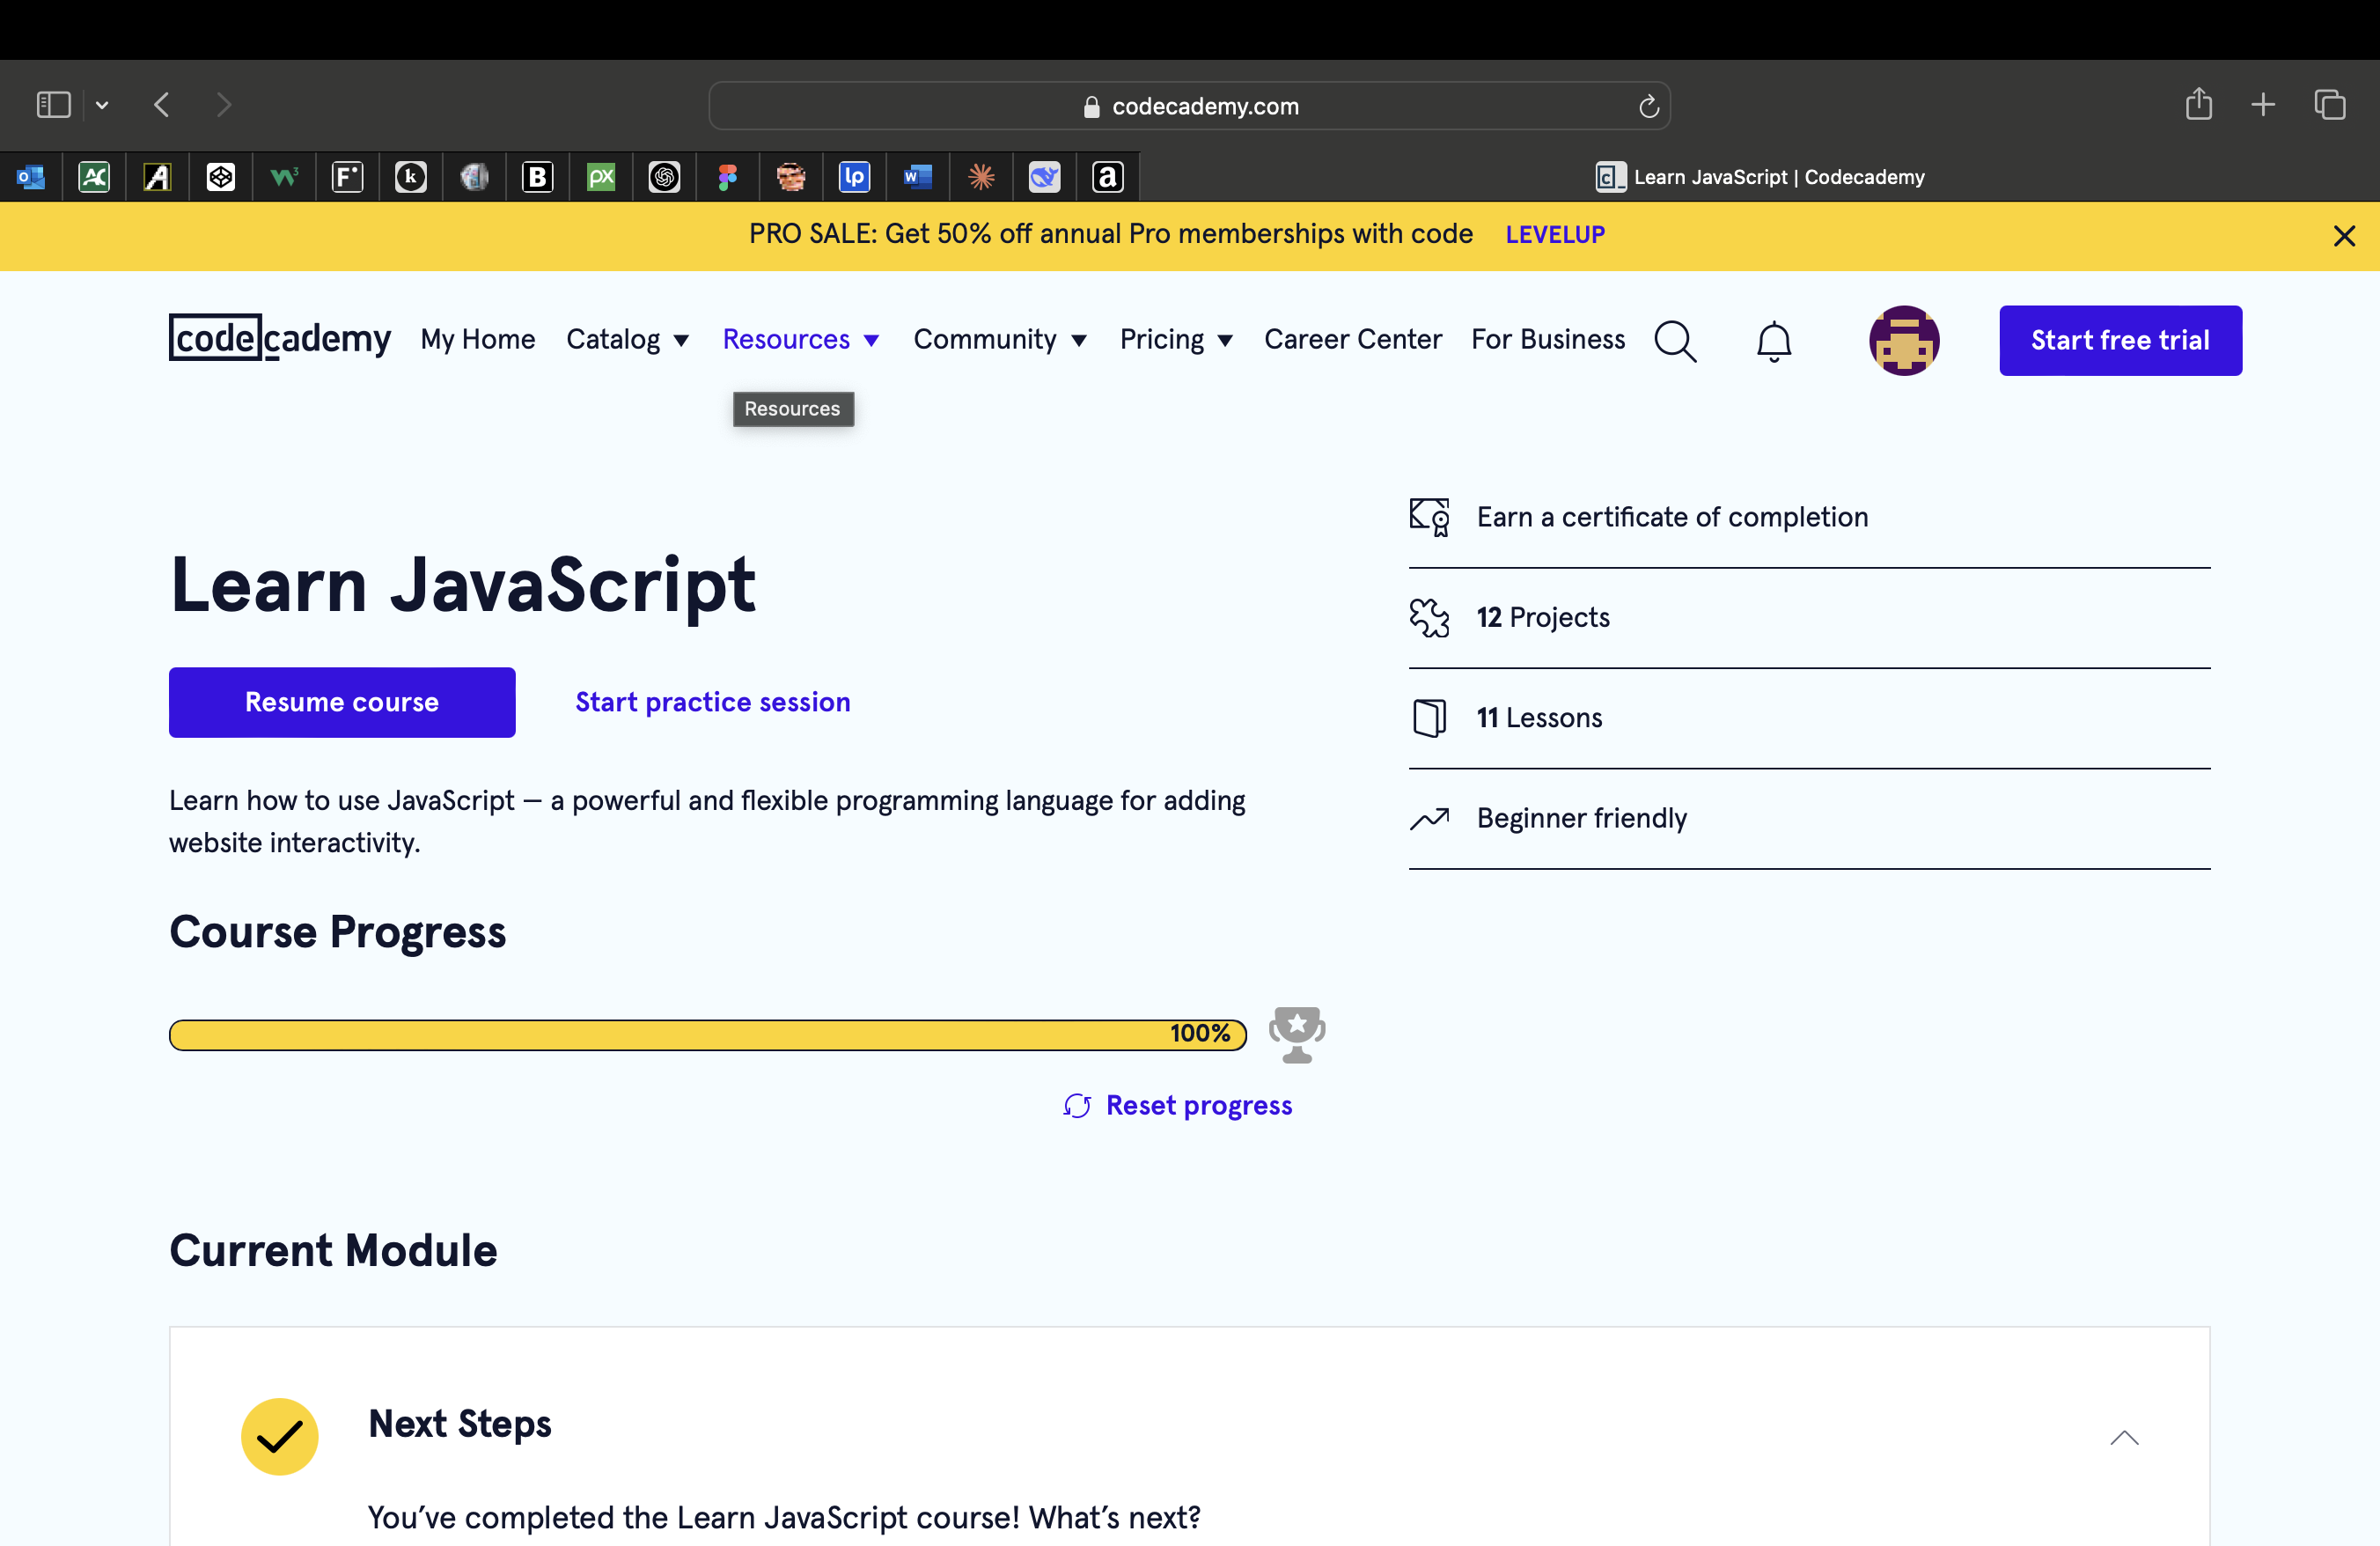 codecademy.com
Learn JavaScript | Codecademy
PRO SALE: Get 50% off annual Pro memberships with code LEVELUP
codecademy My Home Catalog Resources Community Pricing Career Center For Business Start free trial
Resources
Learn JavaScript
Resume course Start practice session
Learn how to use JavaScript — a powerful and flexible programming language for adding
website interactivity.
Earn a certificate of completion
12 Projects
11 Lessons
Beginner friendly
Course Progress
100%
Reset progress
Current Module
Next Steps
You’ve completed the Learn JavaScript course! What’s next?